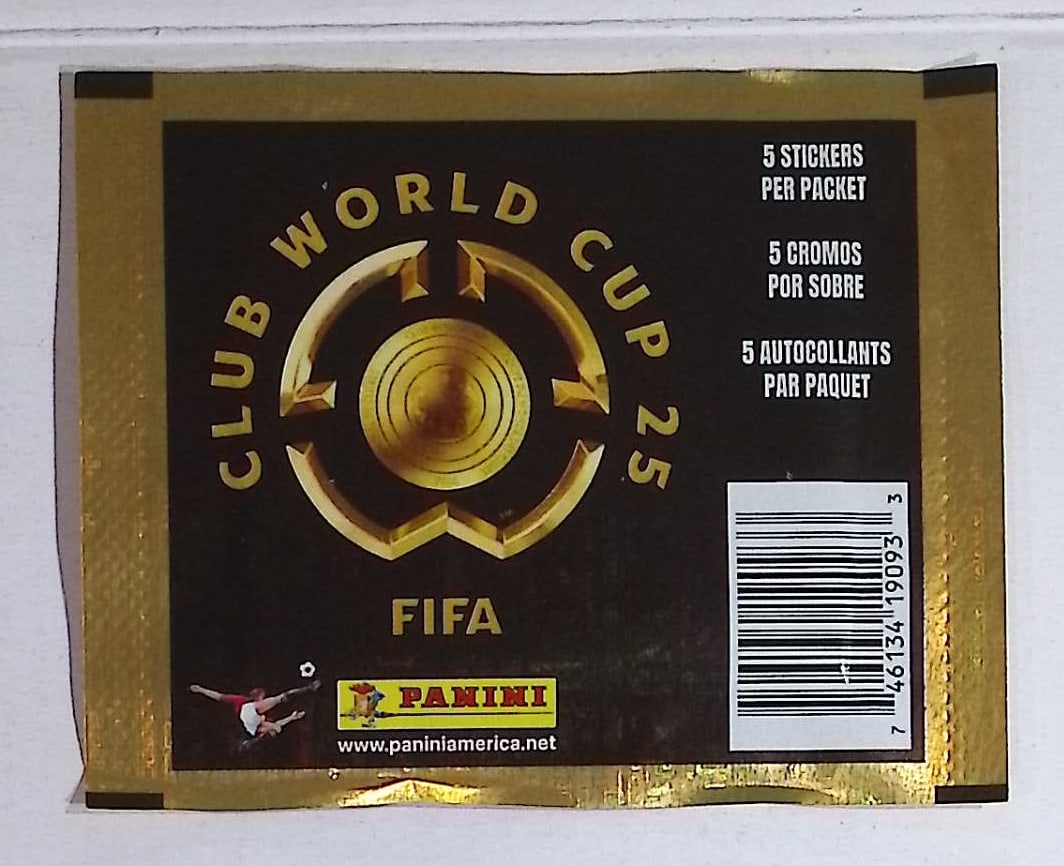 CLUB WORLD CUP 25
FIFA
PANINI
www.paniniamerica.net
5 STICKERS
PER PACKET
5 CROMOS
POR SOBRE
5 AUTOCOLLANTS
PAR PAQUET
7 46134 19093 3